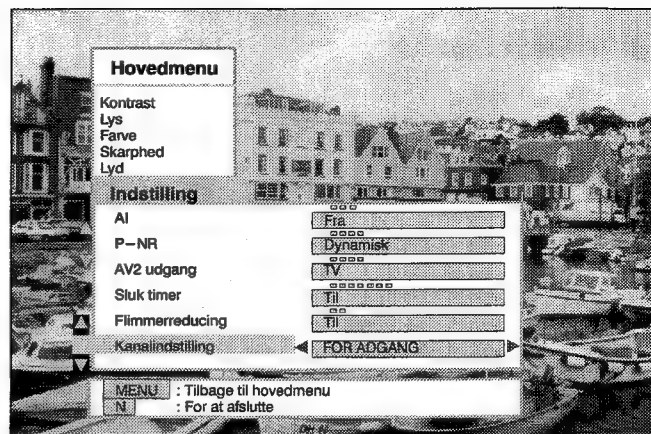 Hovedmenu
Kontrast
Lys
Farve
Skarphed
Lyd
Indstilling
AI Fra
P-NR Dynamisk
AV2 udgang TV
Sluk timer Til
Flimmerreducing Til
Kanalindstilling FOR ADGANG
MENU : Tilbage til hovedmenu
N : For at afslutte